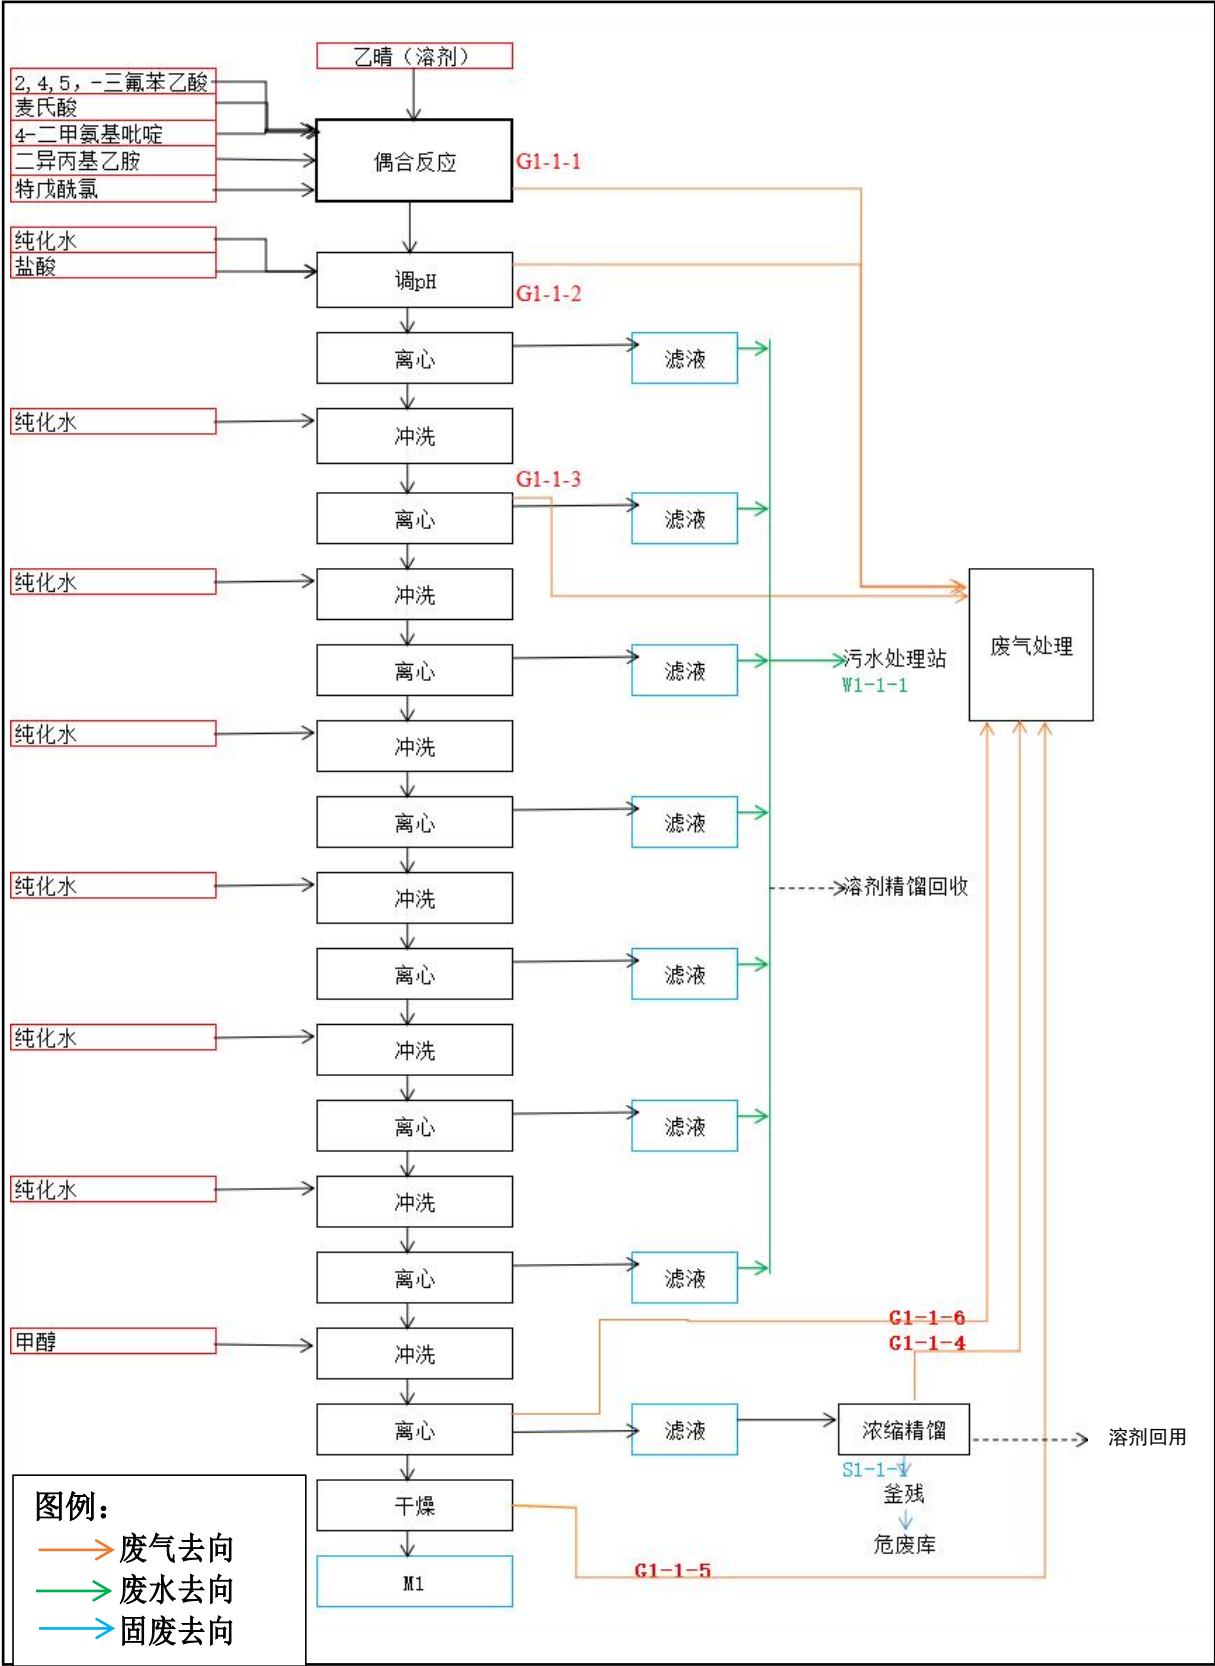 乙晴（溶剂）
2,4,5，-三氟苯乙酸
麦氏酸
4-二甲氨基吡啶
二异丙基乙胺
特戊酰氯
偶合反应
G1-1-1
纯化水
盐酸
调pH
G1-1-2
离心
滤液
纯化水
冲洗
G1-1-3
离心
滤液
纯化水
冲洗
废气处理
离心
滤液
污水处理站
W1-1-1
纯化水
冲洗
离心
滤液
纯化水
冲洗
溶剂精馏回收
离心
滤液
纯化水
冲洗
离心
滤液
纯化水
冲洗
离心
滤液
G1-1-6
甲醇
冲洗
G1-1-4
离心
滤液
浓缩精馏
溶剂回用
S1-1-1
釜残
危废库
干燥
G1-1-5
M1
图例：
废气去向
废水去向
固废去向